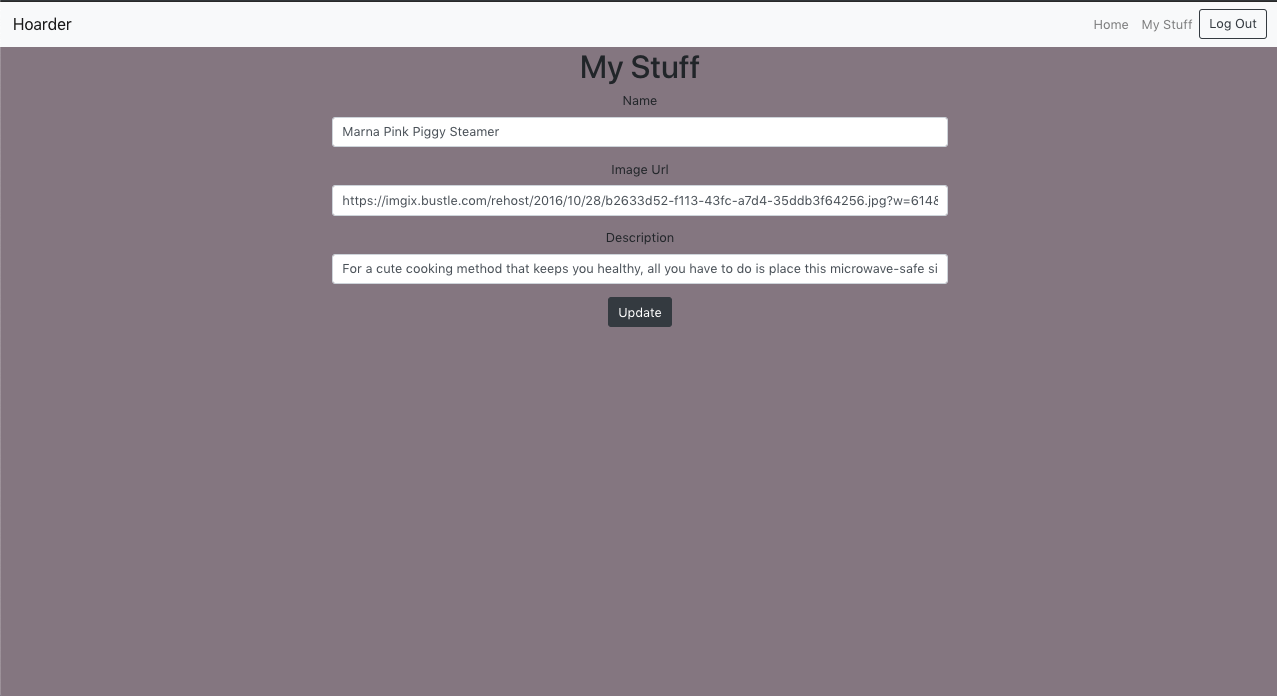 Hoarder
Home
My Stuff
Log Out
My Stuff
Name
Marna Pink Piggy Steamer
Image Url
https://imgix.bustle.com/rehost/2016/10/28/b2633d52-f113-43fc-a7d4-35ddb3f64256.jpg?w=614&
Description
For a cute cooking method that keeps you healthy, all you have to do is place this microwave-safe si
Update